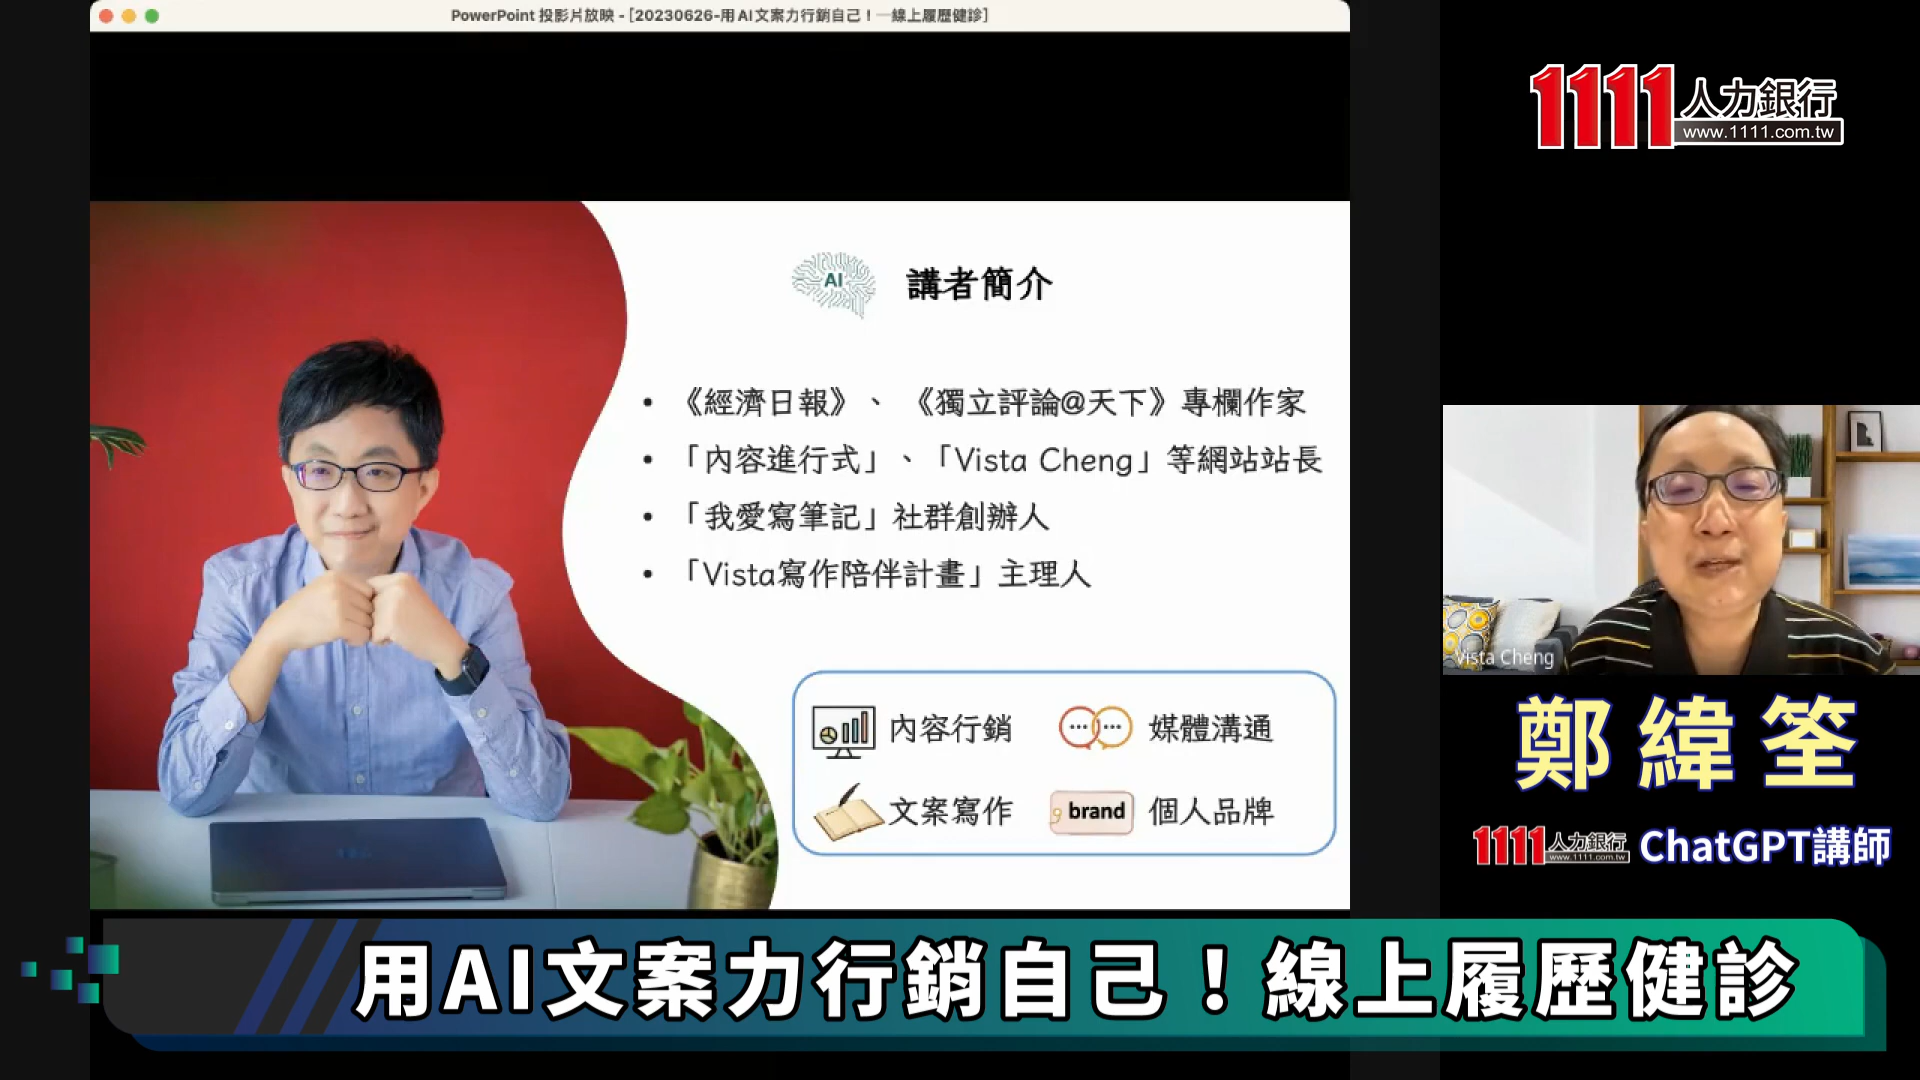 PowerPoint 投影片放映 - [20230626-用AI文案力行銷自己！—線上履歷健診]
1111人力銀行
www.1111.com.tw
AI
講者簡介
• 《經濟日報》、《獨立評論@天下》專欄作家
• 「內容進行式」、「Vista Cheng」等網站站長
• 「我愛寫筆記」社群創辦人
• 「Vista寫作陪伴計畫」主理人
內容行銷
媒體溝通
文案寫作
brand 個人品牌
Vista Cheng
鄭緯筌
1111人力銀行
www.1111.com.tw
ChatGPT講師
用AI文案力行銷自己！線上履歷健診